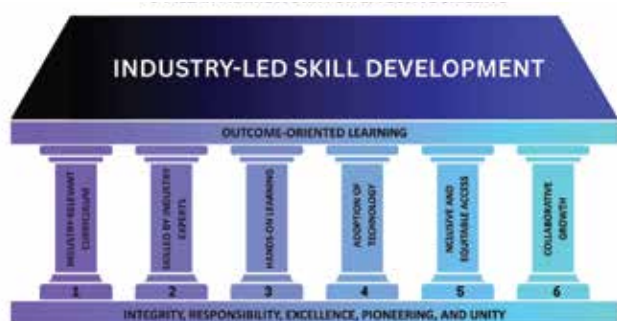 INDUSTRY-LED SKILL DEVELOPMENT
OUTCOME-ORIENTED LEARNING
INDUSTRY-RELEVANT
CURRICULUM
SKILLED BY INDUSTRY
EXPERTS
HANDS-ON LEARNING
ADOPTION OF
TECHNOLOGY
NCLUSIVE AND
EQUITABLE ACCESS
COLLABORATIVE
GROWTH
1
2
3
4
5
6
INTEGRITY, RESPONSIBILITY, EXCELLENCE, PIONEERING, AND UNITY